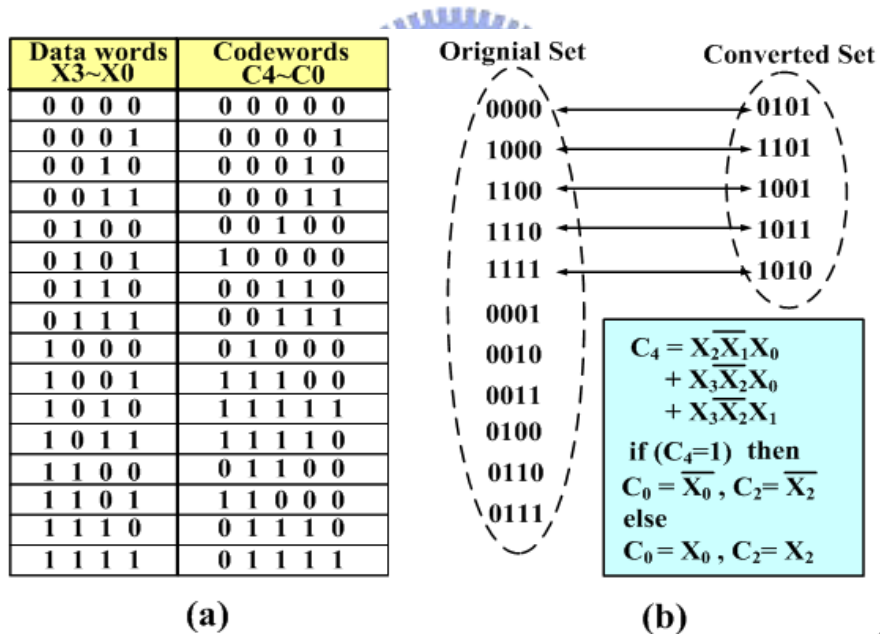 Data words Codewords
X3~X0 C4~C0
0 0 0 0 0 0 0 0 0
0 0 0 1 0 0 0 0 1
0 0 1 0 0 0 0 1 0
0 0 1 1 0 0 0 1 1
0 1 0 0 0 0 1 0 0
0 1 0 1 1 0 0 0 0
0 1 1 0 0 0 1 1 0
0 1 1 1 0 0 1 1 1
1 0 0 0 0 1 0 0 0
1 0 0 1 1 1 1 0 0
1 0 1 0 1 1 1 1 1
1 0 1 1 1 1 1 1 0
1 1 0 0 0 1 1 0 0
1 1 0 1 1 1 0 0 0
1 1 1 0 0 1 1 1 0
1 1 1 1 0 1 1 1 1
(a)
Orignial Set Converted Set
0000 0101
1000 1101
1100 1001
1110 1011
1111 1010
0001
0010
0011
0100
0110
0111
C₄ = X₂X̅₁X₀
+ X₃X̅₂X₀
+ X₃X̅₂X₁
if (C₄=1) then
C₀ = X̅₀ , C₂= X̅₂
else
C₀ = X₀ , C₂= X₂
(b)